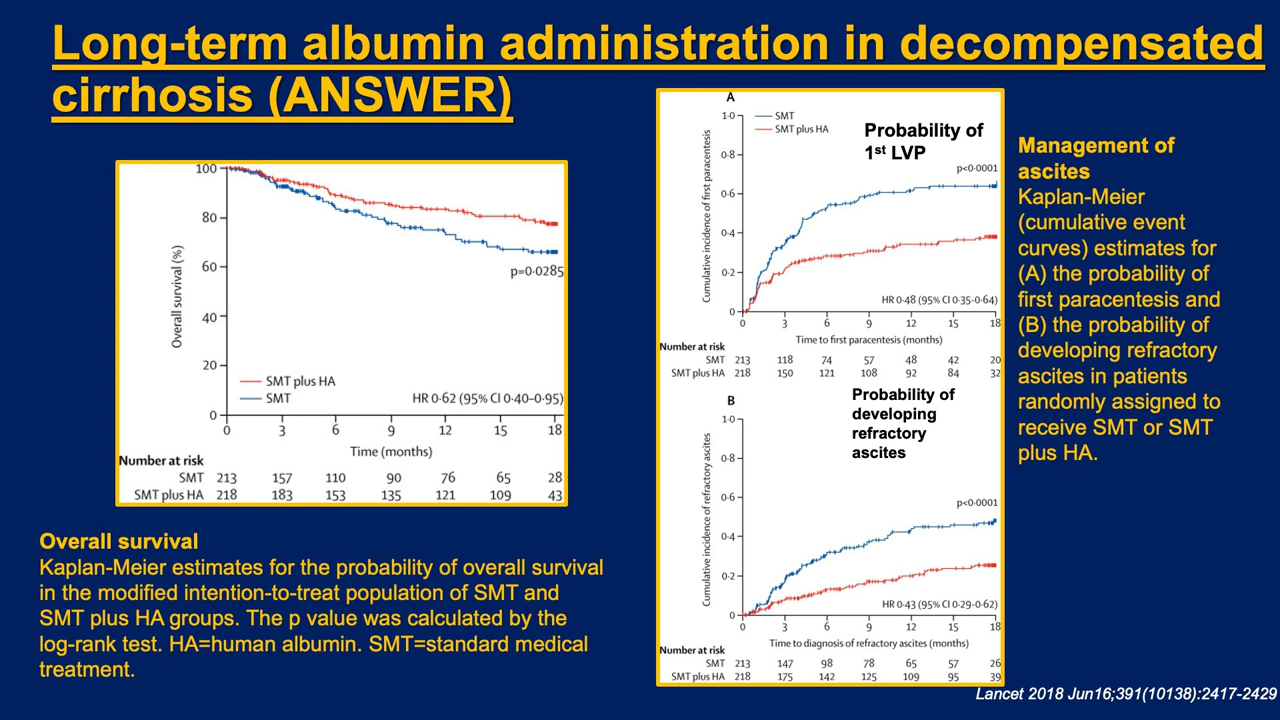 Long-term albumin administration in decompensated
cirrhosis (ANSWER)
100
80
60
40
20
0
Overall survival (%)
p=0·0285
SMT plus HA
SMT
HR 0·62 (95% CI 0·40–0·95)
0 3 6 9 12 15 18
Time (months)
Number at risk
SMT 213 157 110 90 76 65 28
SMT plus HA 218 183 153 135 121 109 43
Overall survival
Kaplan-Meier estimates for the probability of overall survival
in the modified intention-to-treat population of SMT and
SMT plus HA groups. The p value was calculated by the
log-rank test. HA=human albumin. SMT=standard medical
treatment.
A
1·0
0·8
0·6
0·4
0·2
0
Cumulative incidence of first paracentesis
SMT
SMT plus HA
Probability of
1st LVP
p<0·0001
HR 0·48 (95% CI 0·35-0·64)
0 3 6 9 12 15 18
Time to first paracentesis (months)
Number at risk
SMT 213 118 74 57 48 42 20
SMT plus HA 218 150 121 108 92 84 32
B
1·0
0·8
0·6
0·4
0·2
0
Cumulative incidence of refractory ascites
Probability of
developing
refractory
ascites
p<0·0001
HR 0·43 (95% CI 0·29-0·62)
0 3 6 9 12 15 18
Time to diagnosis of refractory ascites (months)
Number at risk
SMT 213 147 98 78 65 57 26
SMT plus HA 218 175 142 125 109 95 39
Management of
ascites
Kaplan-Meier
(cumulative event
curves) estimates for
(A) the probability of
first paracentesis and
(B) the probability of
developing refractory
ascites in patients
randomly assigned to
receive SMT or SMT
plus HA.
Lancet 2018 Jun16;391(10138):2417-2429